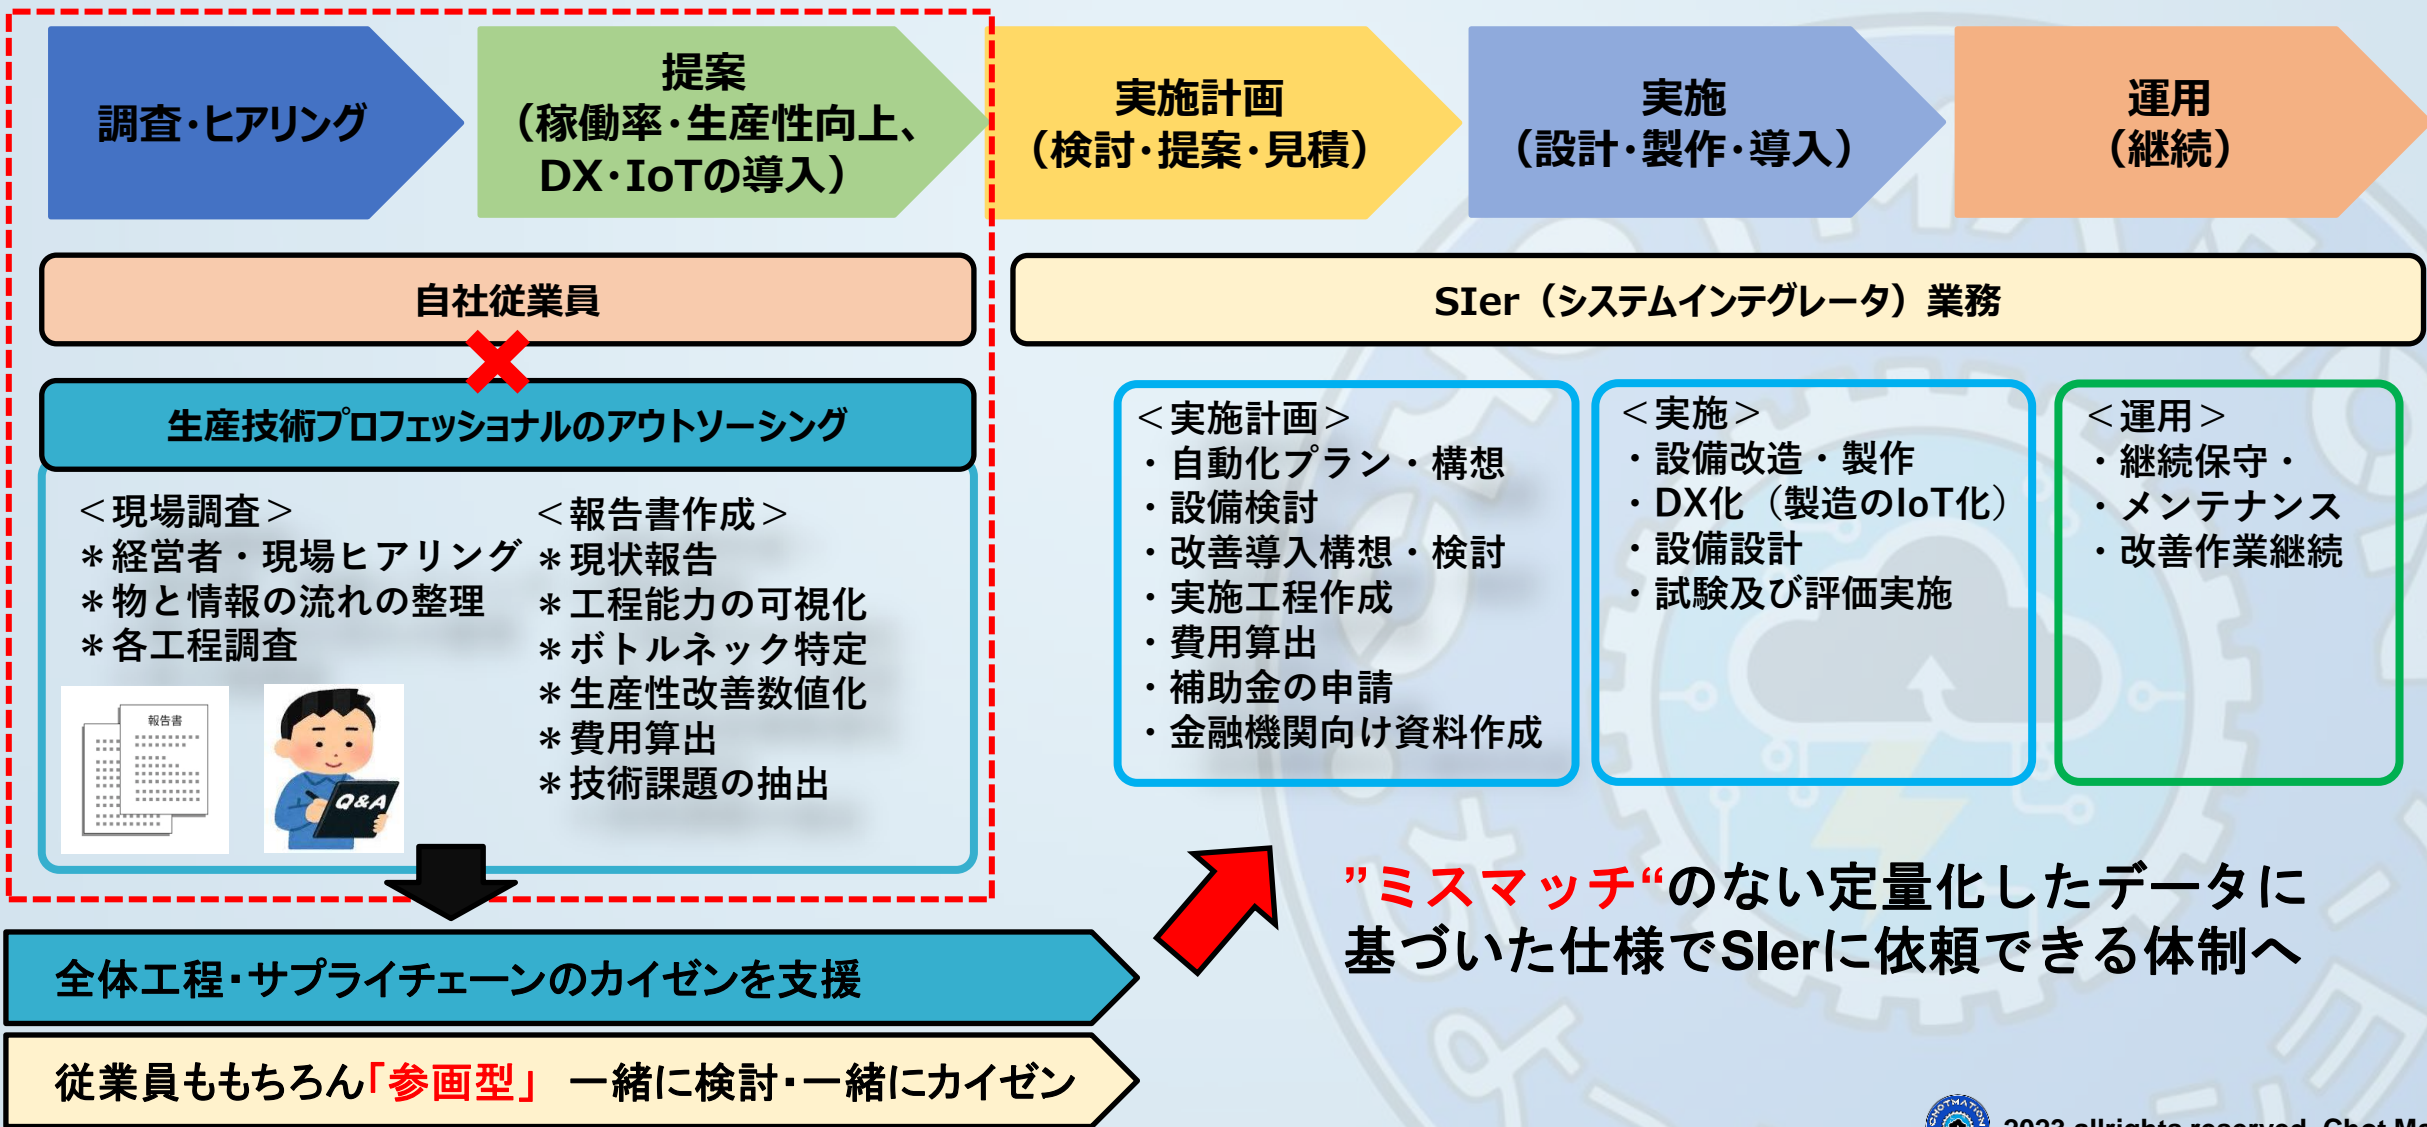 調査・ヒアリング
提案
（稼働率・生産性向上、
DX・IoTの導入）
実施計画
（検討・提案・見積）
実施
（設計・製作・導入）
運用
（継続）
自社従業員
SIer（システムインテグレータ）業務
生産技術プロフェッショナルのアウトソーシング
＜現場調査＞
＊経営者・現場ヒアリング
＊物と情報の流れの整理
＊各工程調査
報告書
Q&A
＜報告書作成＞
＊現状報告
＊工程能力の可視化
＊ボトルネック特定
＊生産性改善数値化
＊費用算出
＊技術課題の抽出
＜実施計画＞
・自動化プラン・構想
・設備検討
・改善導入構想・検討
・実施工程作成
・費用算出
・補助金の申請
・金融機関向け資料作成
＜実施＞
・設備改造・製作
・DX化（製造のIoT化）
・設備設計
・試験及び評価実施
＜運用＞
・継続保守・
・メンテナンス
・改善作業継続
”ミスマッチ“のない定量化したデータに
基づいた仕様でSIerに依頼できる体制へ
全体工程・サプライチェーンのカイゼンを支援
従業員ももちろん「参画型」 一緒に検討・一緒にカイゼン
CHOTMATION
2023 allrights reserved Chot Ma